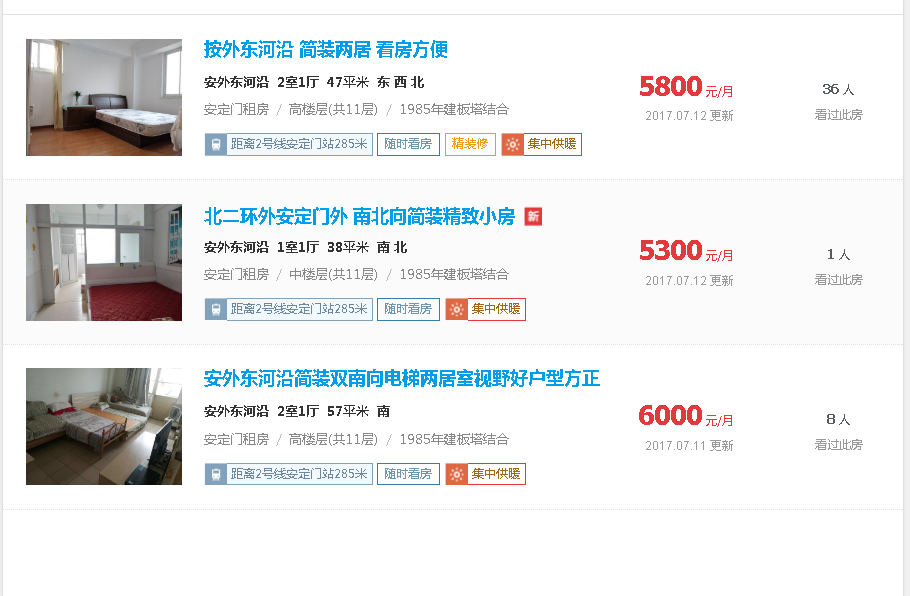 按外东河沿 简装两居 看房方便
安外东河沿 2室1厅 47平米 东 西 北
安定门租房 / 高楼层(共11层) / 1985年建板塔结合
距离2号线安定门站285米 随时看房 精装修 集中供暖
5800 元/月
2017.07.12 更新
36 人
看过此房
北二环外安定门外 南北向简装精致小房 新
安外东河沿 1室1厅 38平米 南 北
安定门租房 / 中楼层(共11层) / 1985年建板塔结合
距离2号线安定门站285米 随时看房 集中供暖
5300 元/月
2017.07.12 更新
1 人
看过此房
安外东河沿简装双南向电梯两居室视野好户型方正
安外东河沿 2室1厅 57平米 南
安定门租房 / 高楼层(共11层) / 1985年建板塔结合
距离2号线安定门站285米 随时看房 集中供暖
6000 元/月
2017.07.11 更新
8 人
看过此房